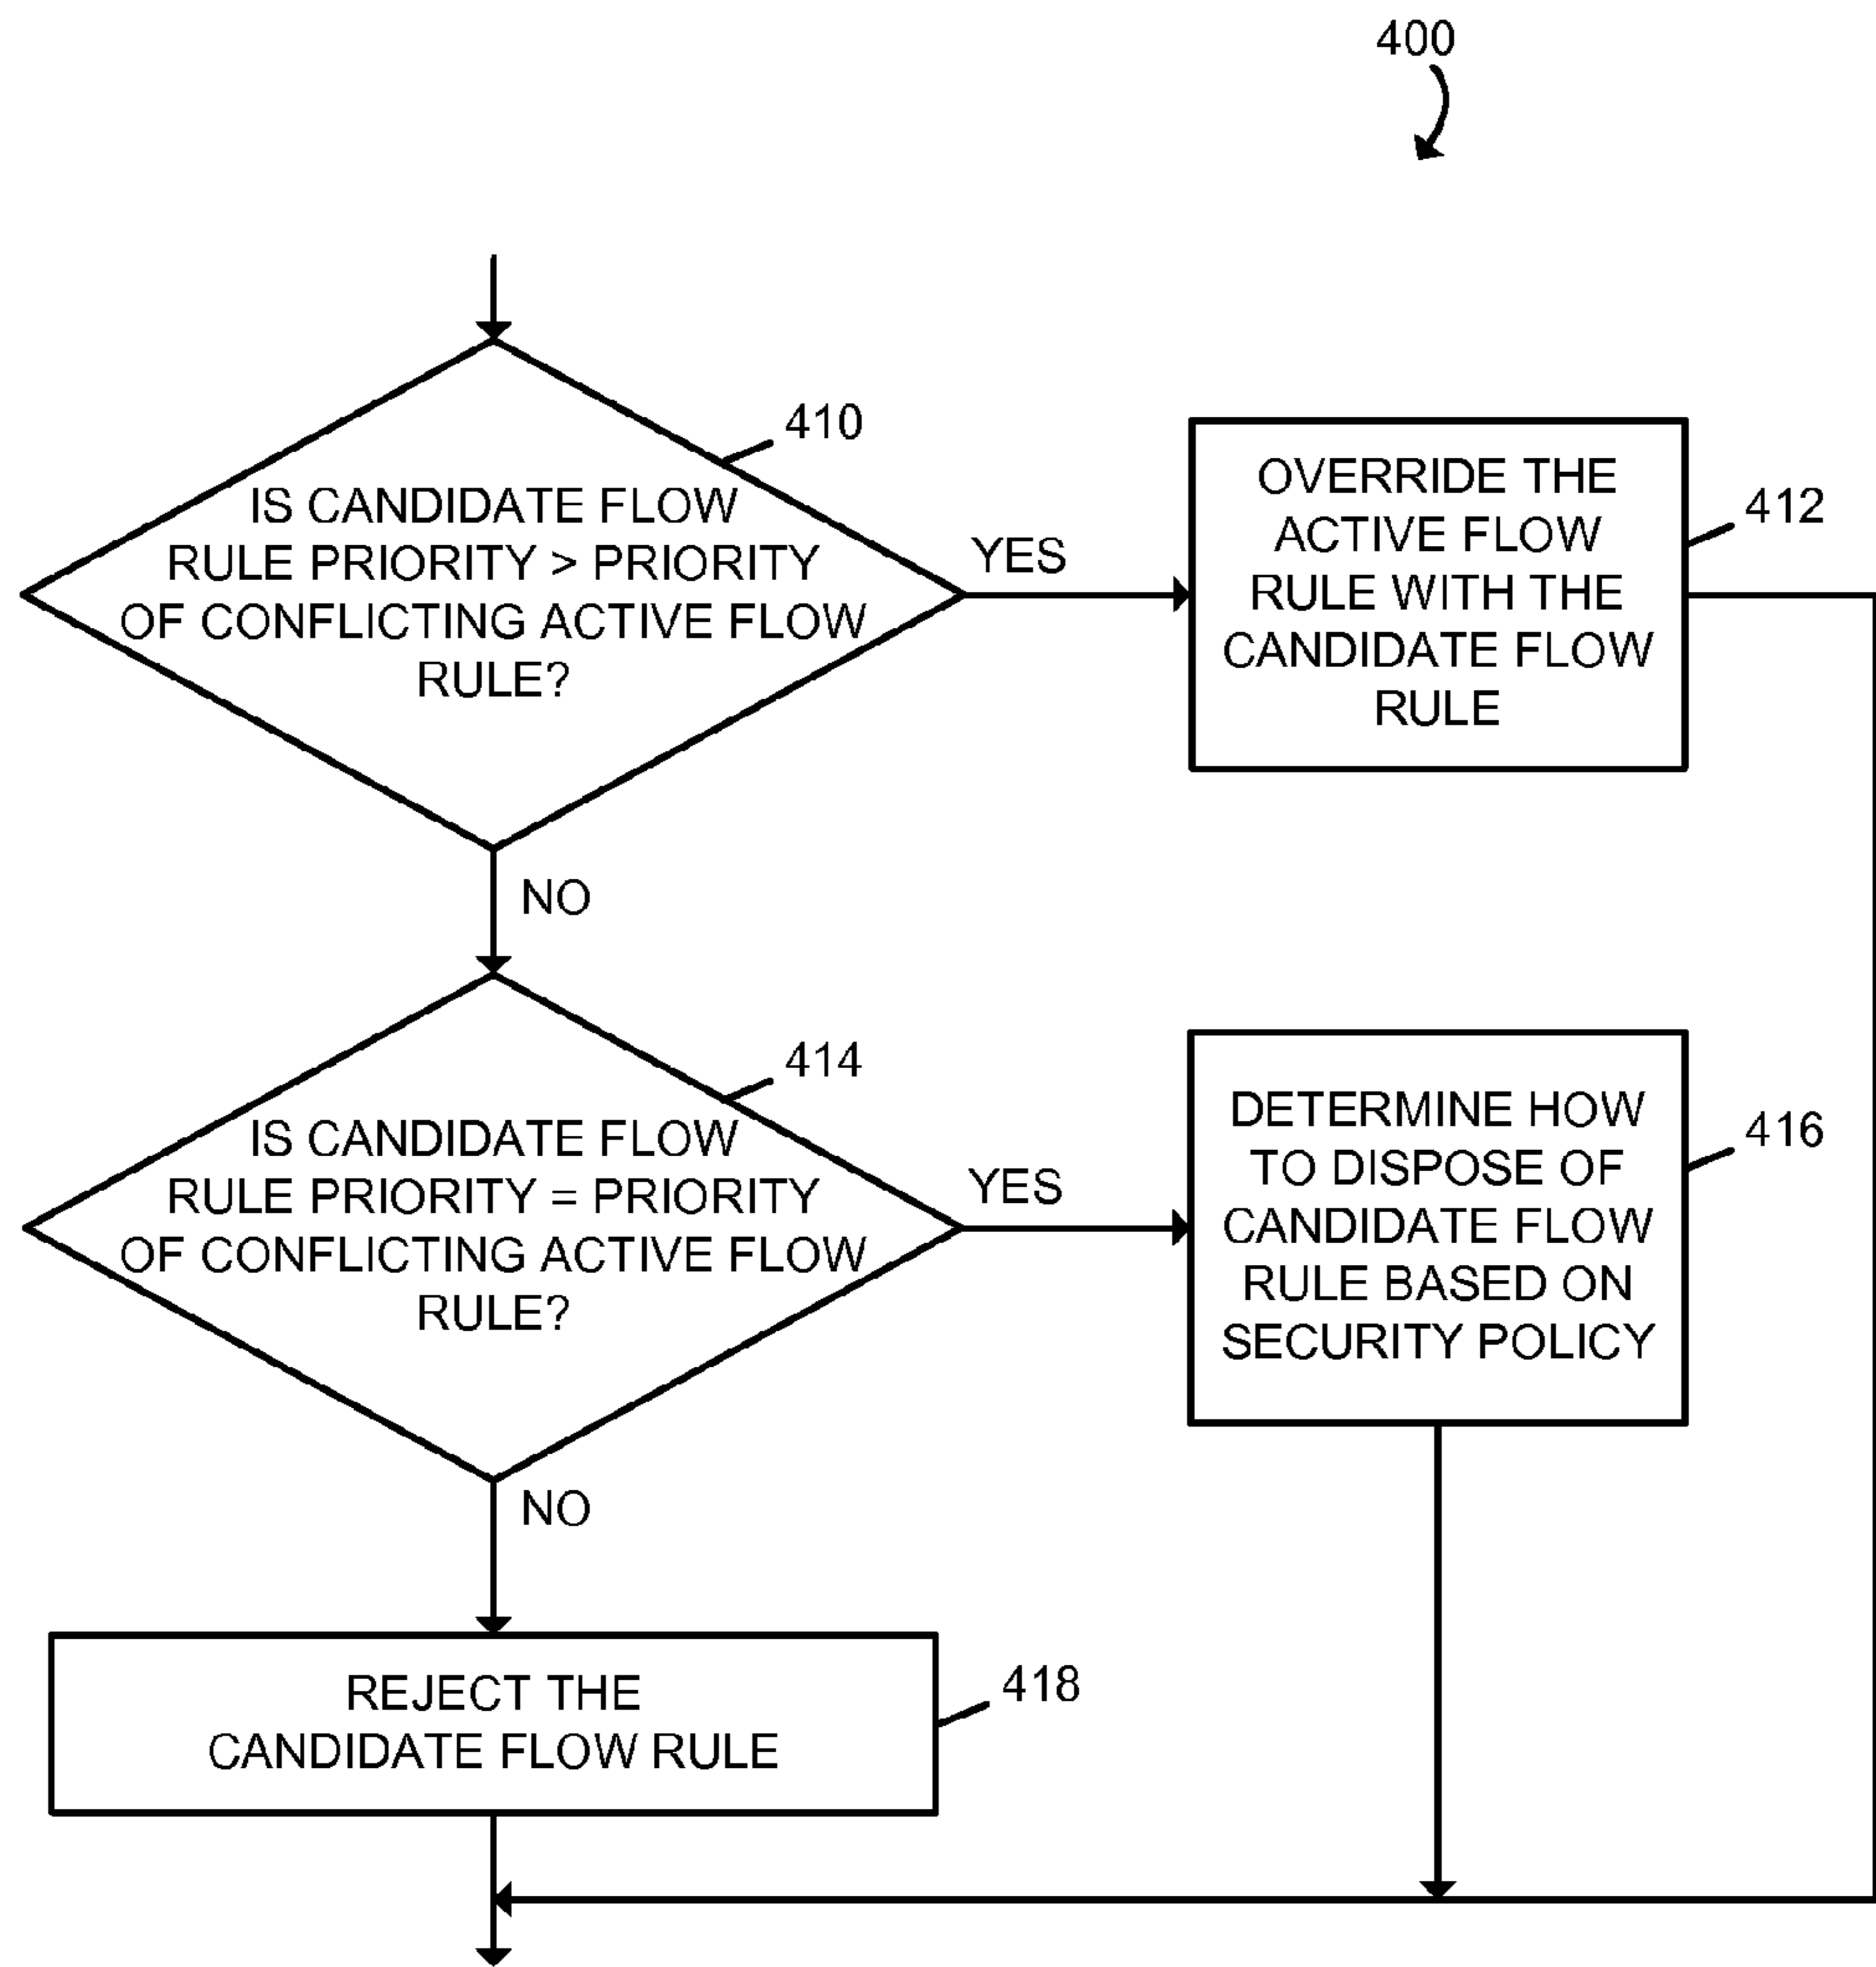 400
410
IS CANDIDATE FLOW
RULE PRIORITY > PRIORITY
OF CONFLICTING ACTIVE FLOW
RULE?
YES
OVERRIDE THE
ACTIVE FLOW
RULE WITH THE
CANDIDATE FLOW
RULE
412
NO
414
IS CANDIDATE FLOW
RULE PRIORITY = PRIORITY
OF CONFLICTING ACTIVE FLOW
RULE?
YES
DETERMINE HOW
TO DISPOSE OF
CANDIDATE FLOW
RULE BASED ON
SECURITY POLICY
416
NO
REJECT THE
CANDIDATE FLOW RULE
418